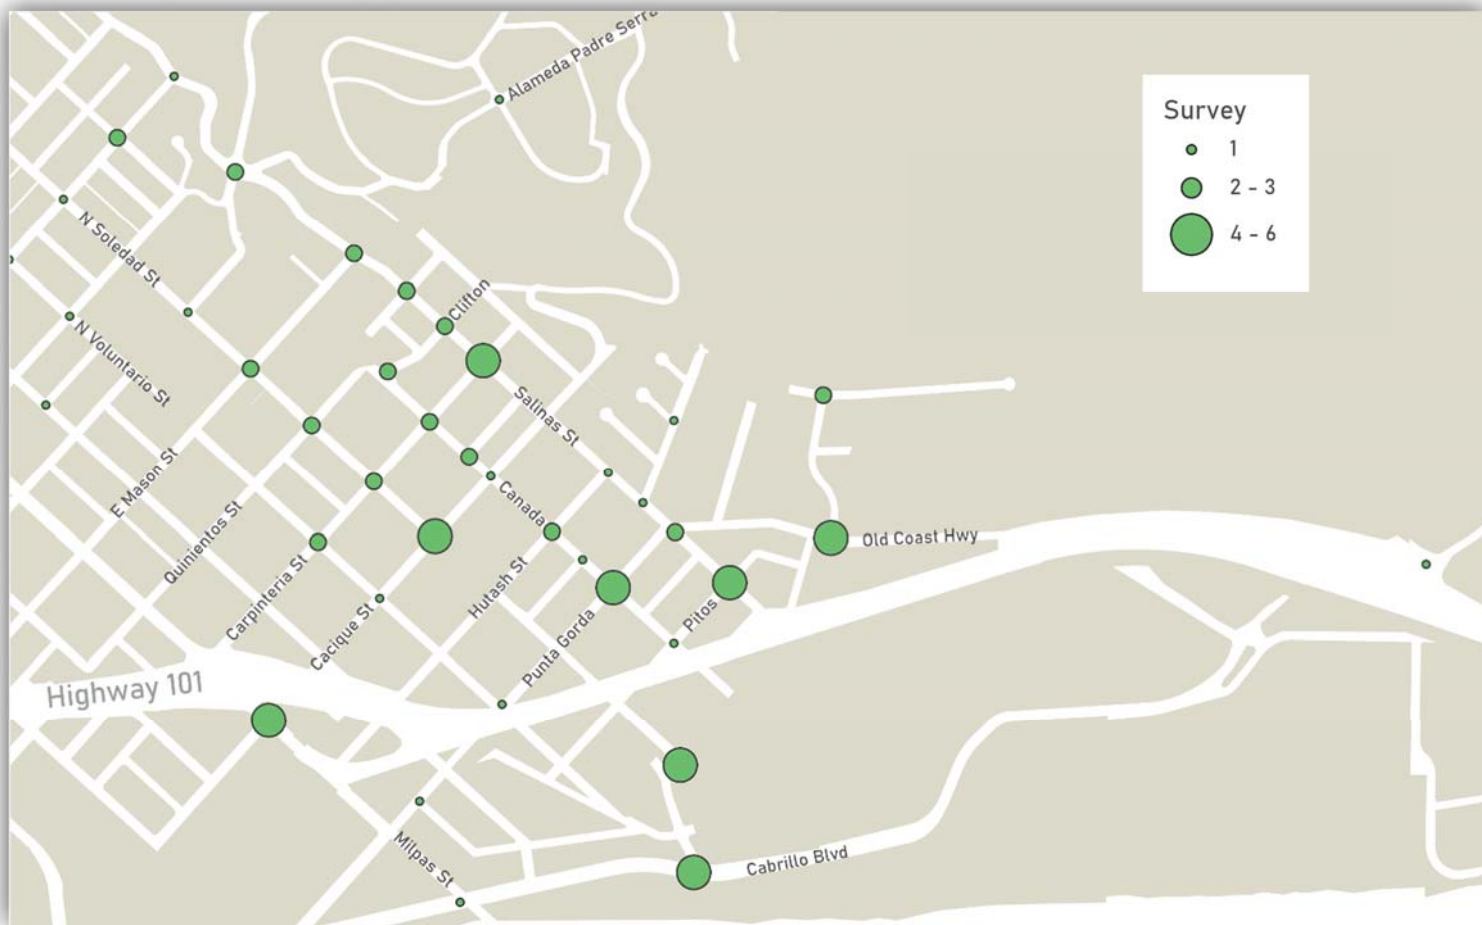 Alameda Padre Serra
Survey
1
2 - 3
4 - 6
N Soledad St
Clifton
N Voluntario St
Salinas St
E Mason St
Canada
Quinientos St
Old Coast Hwy
Carpinteria St
Hutash St
Cacique St
Punta Gorda
Pitos
Highway 101
Milpas St
Cabrillo Blvd